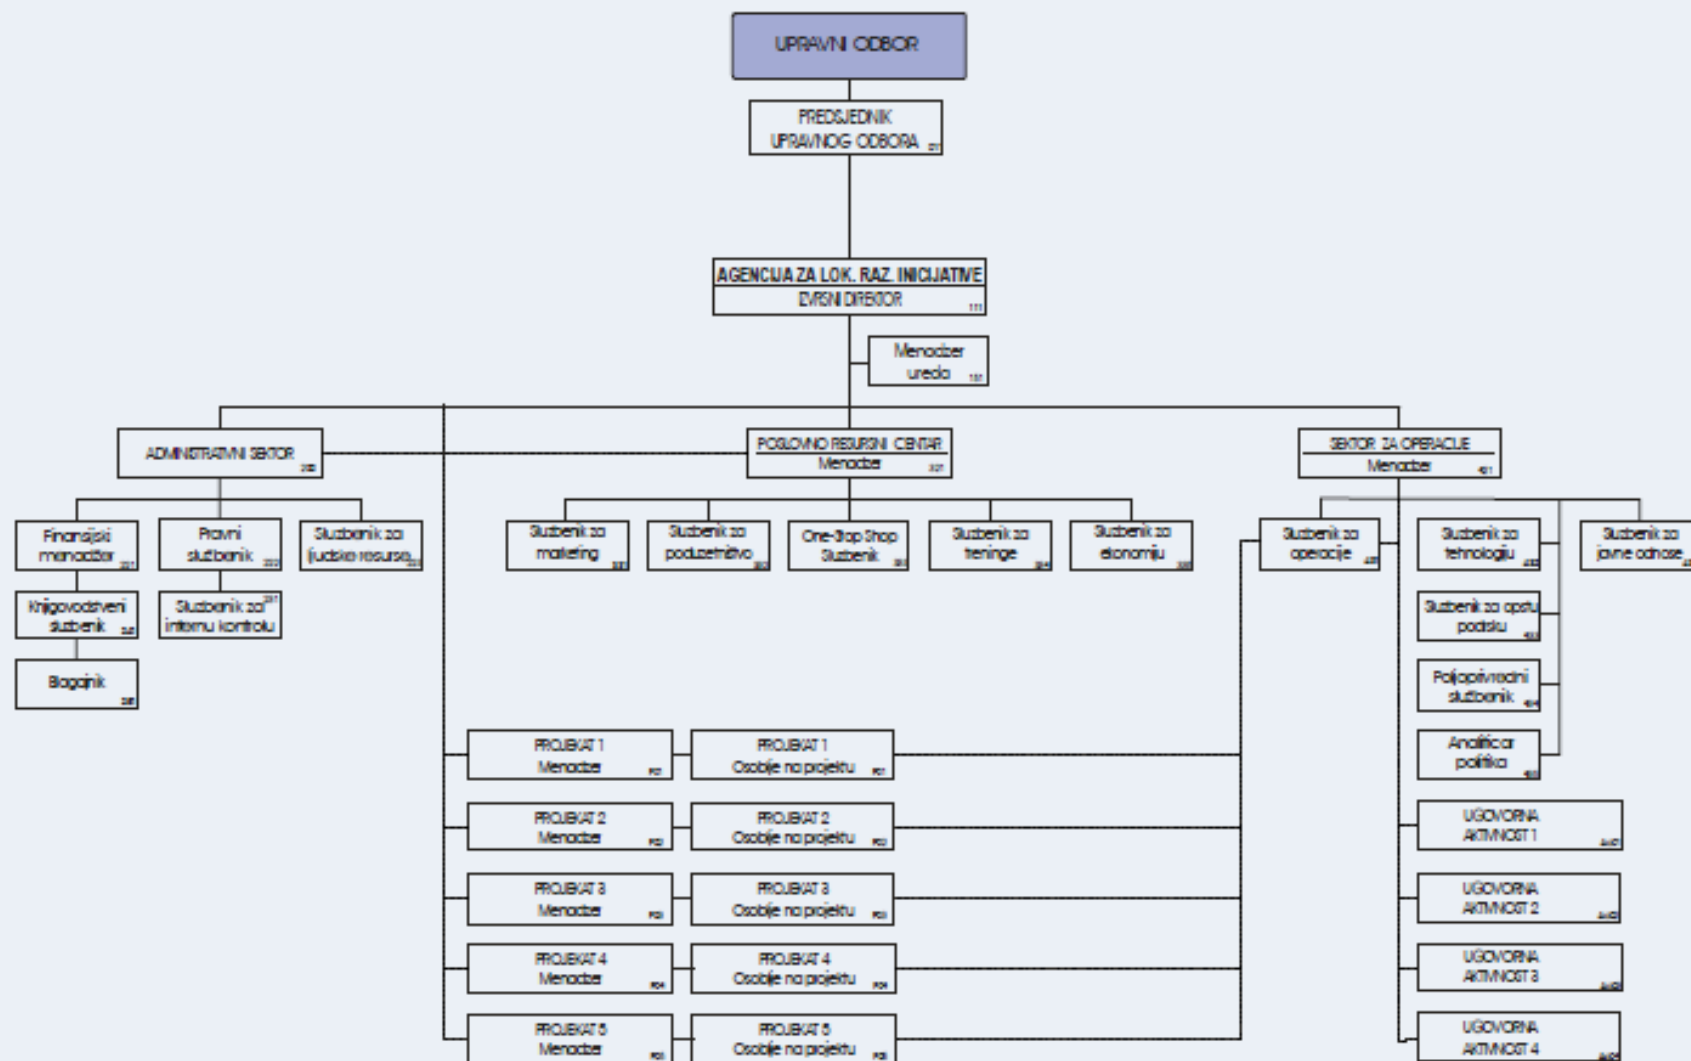 UPRAVNI ODBOR
PREDSJEDNIK
UPRAVNOG ODBORA
AGENCIJA ZA LOK. RAZ. INICIJATIVE
IZVRSNI DIREKTOR
111
Menadzer
ureda
ADMINISTRATIVNI SEKTOR
POSLOVNO RESURSNI CENTAR
Menadzer
SEKTOR ZA OPERACIJE
Menadzer
Finansijski
menadžer
Pravni
službenik
Sluzbenik za
ljudske resurse
Sluzbenik za
marketing
Sluzbenik za
poduzetništvo
One-Stop Shop
Sluzbenik
Sluzbenik za
treninge
Sluzbenik za
ekonomiju
Sluzbenik za
operacije
Sluzbenik za
tehnologiju
Sluzbenik za
javne odnose
Knjigovodstveni
sluzbenik
Sluzbenik za
internu kontrolu
Sluzbenik za opstu
podrsku
Blagajnik
Poljoprivredni
službenik
Analiticar
politika
PROJEKAT 1
Menadzer
PROJEKAT 1
Osoblje na projektu
PROJEKAT 2
Menadzer
PROJEKAT 2
Osoblje na projektu
PROJEKAT 3
Menadzer
PROJEKAT 3
Osoblje na projektu
PROJEKAT 4
Menadzer
PROJEKAT 4
Osoblje na projektu
PROJEKAT 5
Menadzer
PROJEKAT 5
Osoblje na projektu
UGOVORNA
AKTIVNOST 1
UGOVORNA
AKTIVNOST 2
UGOVORNA
AKTIVNOST 3
UGOVORNA
AKTIVNOST 4